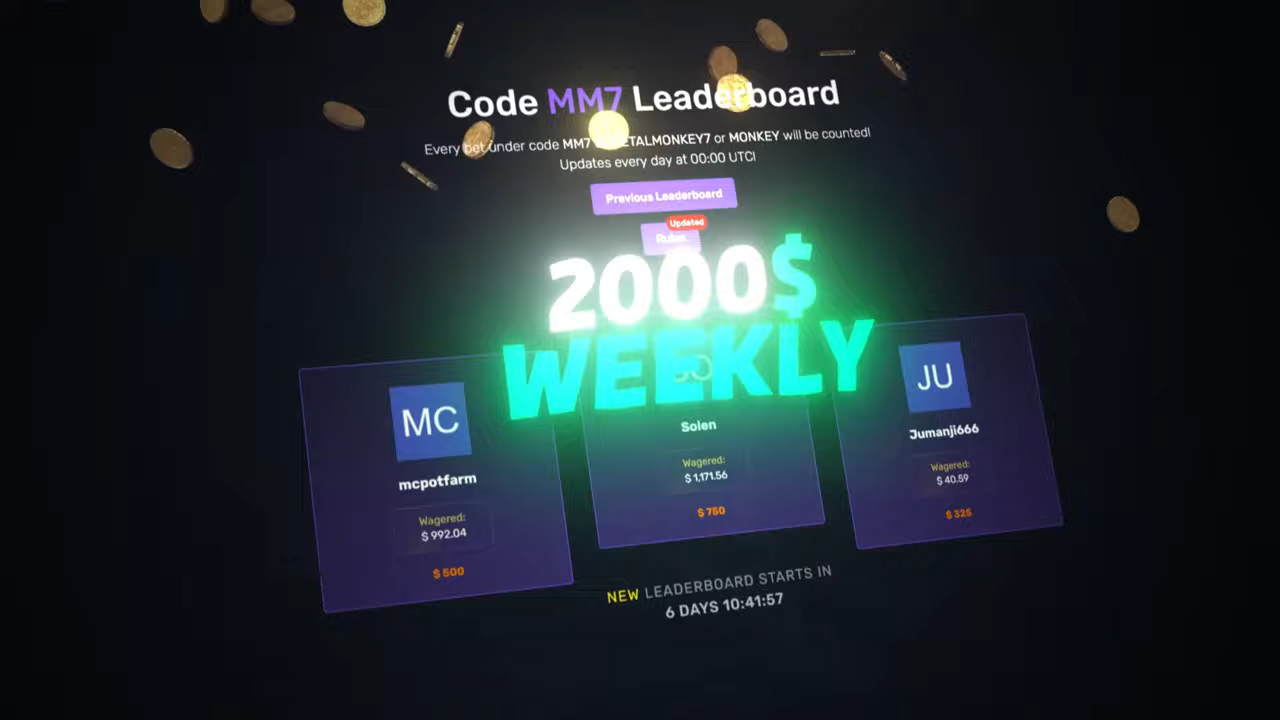 Code MM7 Leaderboard
Every bet under code MM7 METALMONKEY7 or MONKEY will be counted!
Updates every day at 00:00 UTC!
Previous Leaderboard
Updated
Rules
2000$
WEEKLY
MC
mcpotfarm
Wagered:
$ 992.04
$ 500
Solen
Wagered:
$ 1,171.56
$ 750
JU
Jumanji666
Wagered:
$ 40.59
$ 325
NEW LEADERBOARD STARTS IN
6 DAYS 10:41:57